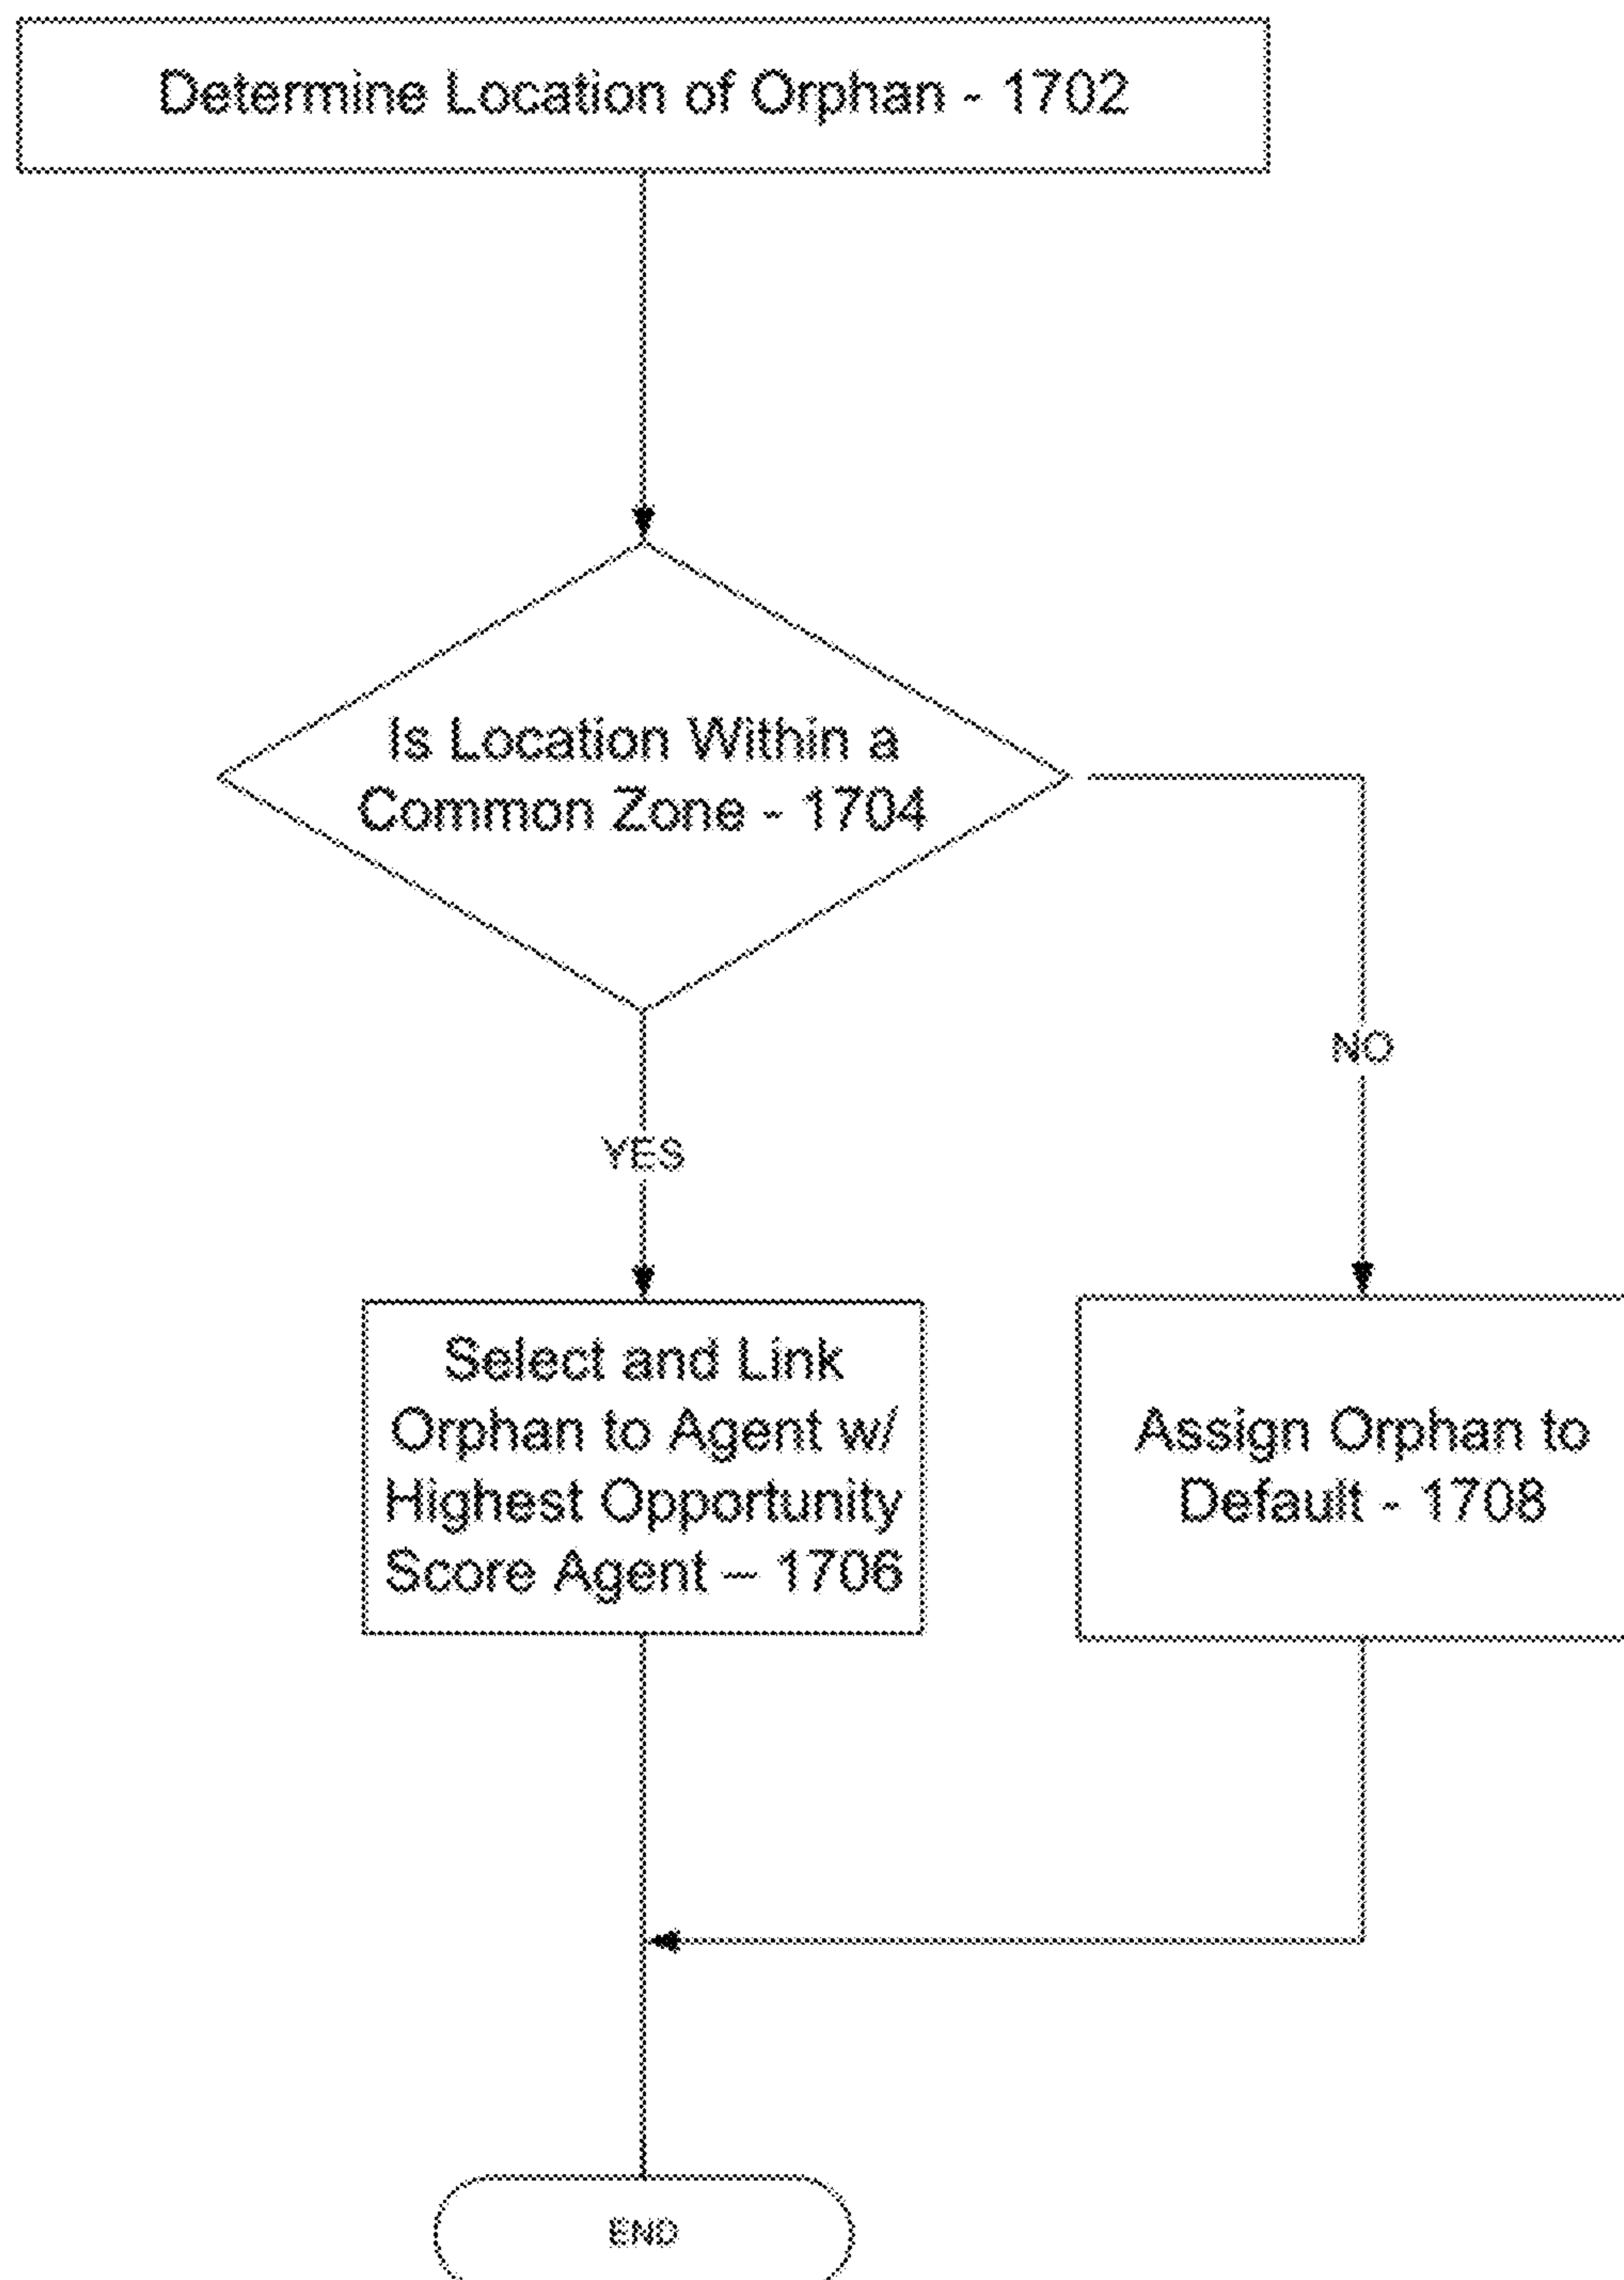 Determine Location of Orphan - 1702
Is Location Within a
Common Zone - 1704
NO
YES
Select and Link
Orphan to Agent w/
Highest Opportunity
Score Agent – 1706
Assign Orphan to
Default - 1708
END